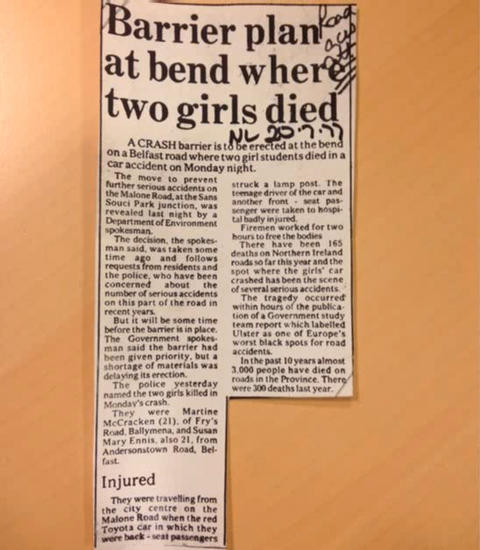 Barrier plan
at bend where
two girls died
Road
NL 20.7.77
A CRASH barrier is to be erected at the bend
on a Belfast road where two girl students died in a
car accident on Monday night.
The move to prevent
further serious accidents on
the Malone Road, at the Sans
Souci Park junction, was
revealed last night by a
Department of Environment
spokesman.
The decision, the spokes-
man said, was taken some
time ago and follows
requests from residents and
the police, who have been
concerned about the
number of serious accidents
on this part of the road in
recent years.
But it will be some time
before the barrier is in place.
The Government spokes-
man said the barrier had
been given priority, but a
shortage of materials was
delaying its erection.
The police yesterday
named the two girls killed in
Monday's crash.
They were Martine
McCracken (21), of Fry's
Road, Ballymena, and Susan
Mary Ennis, also 21, from
Andersonstown Road, Bel-
fast.
Injured
They were travelling from
the city centre on the
Malone Road when the red
Toyota car in which they
were back - seat passengers
struck a lamp post. The
teenage driver of the car and
another front - seat pas-
senger were taken to hospi-
tal badly injured.
Firemen worked for two
hours to free the bodies
There have been 165
deaths on Northern Ireland
roads so far this year and the
spot where the girls' car
crashed has been the scene
of several serious accidents.
The tragedy occurred
within hours of the publica-
tion of a Government study
team report which labelled
Ulster as one of Europe's
worst black spots for road
accidents.
In the past 10 years almost
3,000 people have died on
roads in the Province. There
were 300 deaths last year.